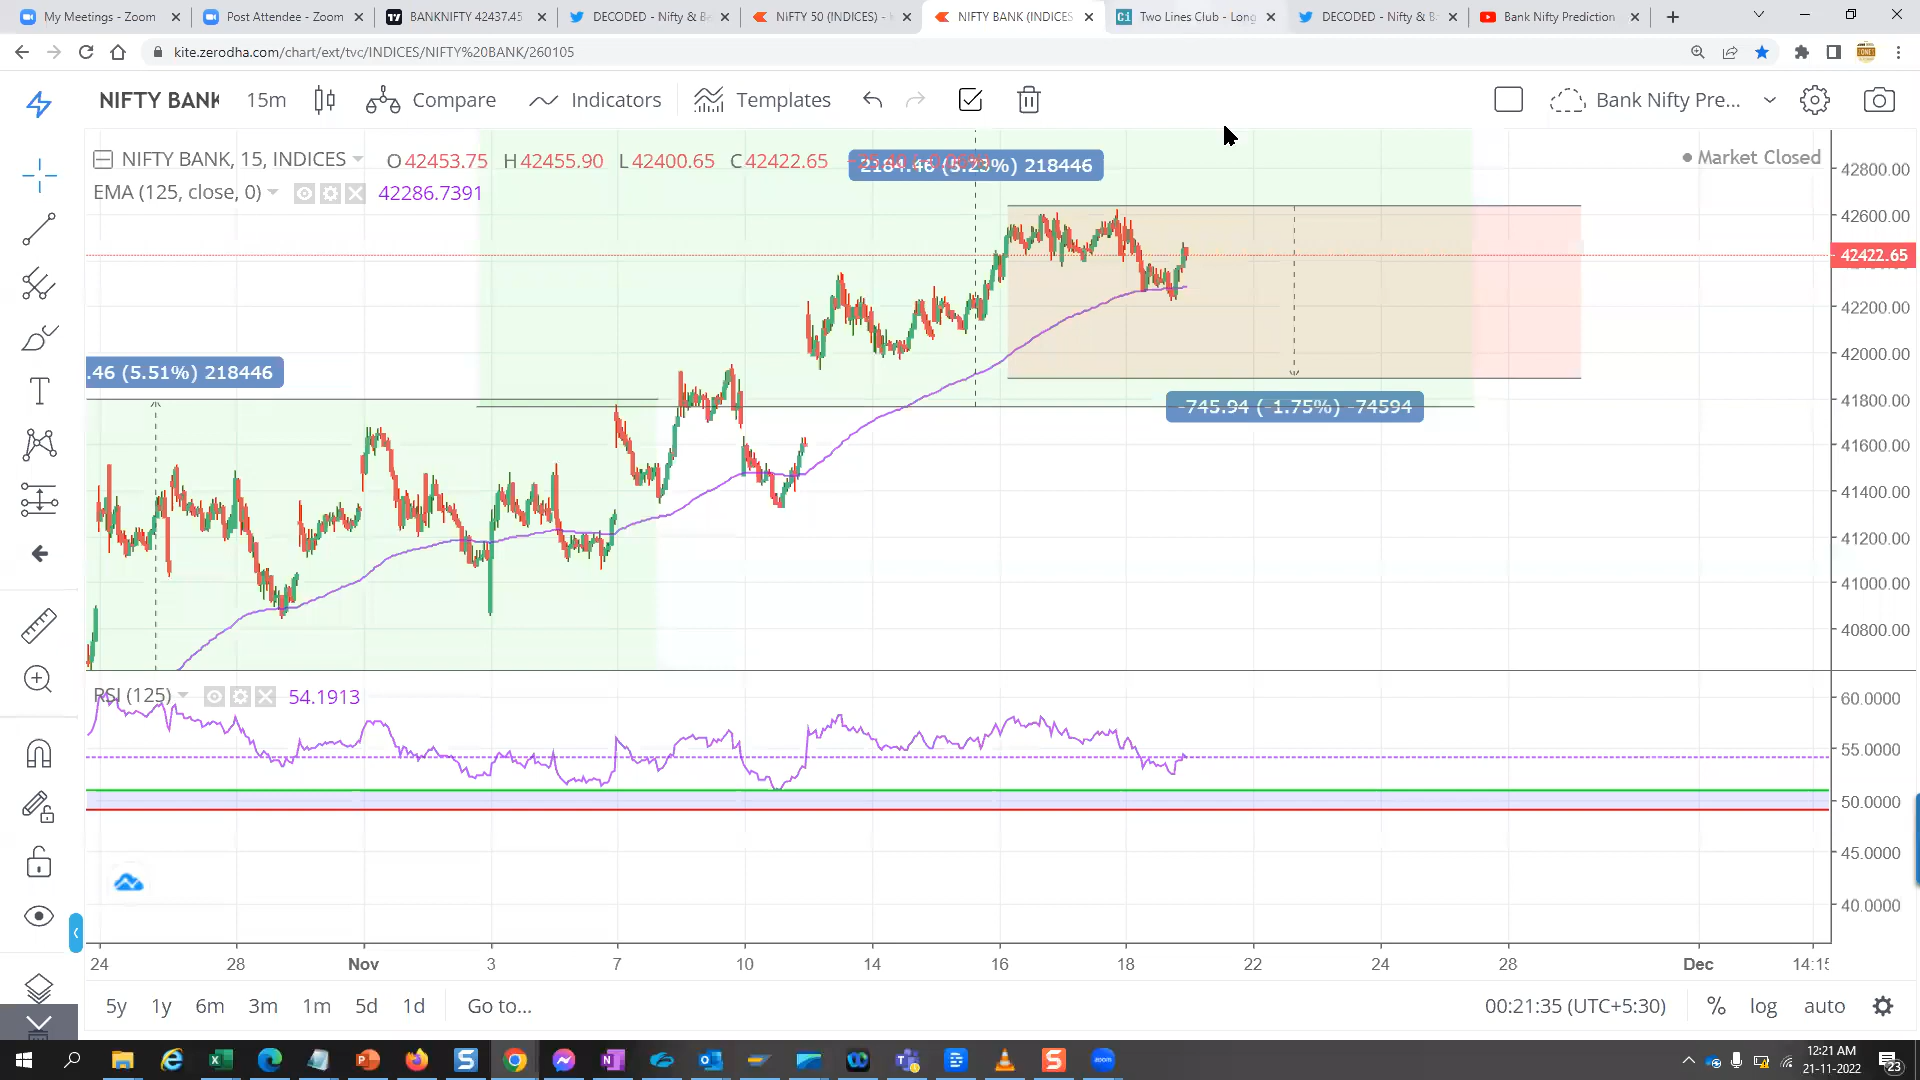 My Meetings - Zoom
Post Attendee - Zoom
BANKNIFTY 42437.45
DECODED - Nifty & B
NIFTY 50 (INDICES) -
NIFTY BANK (INDICES
Two Lines Club - Long
DECODED - Nifty & B
Bank Nifty Prediction
kite.zerodha.com/chart/ext/tvc/INDICES/NIFTY%20BANK/260105
NIFTY BANK
15m
Compare
Indicators
Templates
Bank Nifty Pre...
NIFTY BANK, 15, INDICES
O42453.75 H42455.90 L42400.65 C42422.65
2184.46 (5.23%) 218446
Market Closed
EMA (125, close, 0)
42286.7391
42800.00
42600.00
42422.65
42200.00
42000.00
.46 (5.51%) 218446
41800.00
-745.94 (-1.75%) -74594
41600.00
41400.00
41200.00
41000.00
40800.00
RSI (125)
54.1913
60.0000
55.0000
50.0000
45.0000
40.0000
24 28 Nov 3 7 10 14 16 18 22 24 28 Dec 14:15
5y 1y 6m 3m 1m 5d 1d Go to...
00:21:35 (UTC+5:30) % log auto
12:21 AM
21-11-2022
23